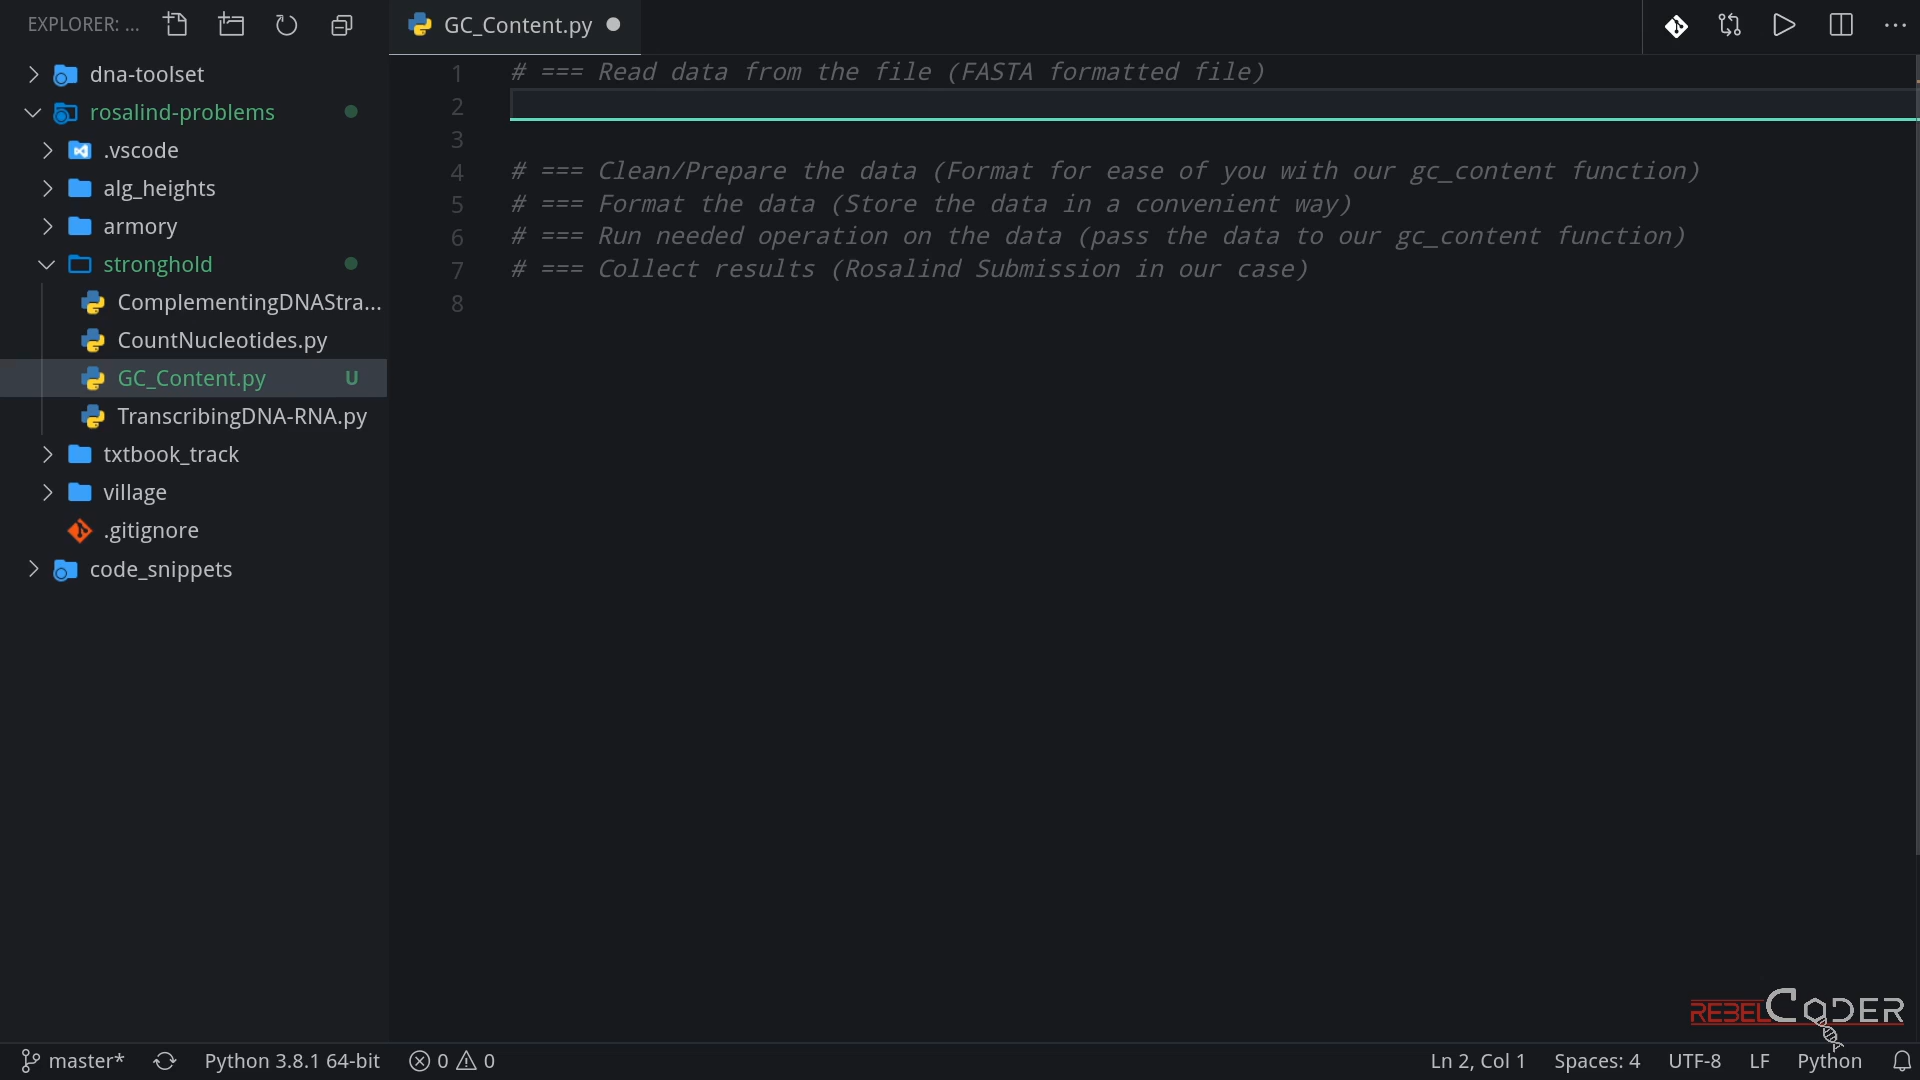 EXPLORER: ...
dna-toolset
rosalind-problems
.vscode
alg_heights
armory
stronghold
ComplementingDNAStra...
CountNucleotides.py
GC_Content.py U
TranscribingDNA-RNA.py
txtbook_track
village
.gitignore
code_snippets
GC_Content.py
1 # === Read data from the file (FASTA formatted file)
2
3
4 # === Clean/Prepare the data (Format for ease of you with our gc_content function)
5 # === Format the data (Store the data in a convenient way)
6 # === Run needed operation on the data (pass the data to our gc_content function)
7 # === Collect results (Rosalind Submission in our case)
8
REBELCODER
master* Python 3.8.1 64-bit 0 0 Ln 2, Col 1 Spaces: 4 UTF-8 LF Python